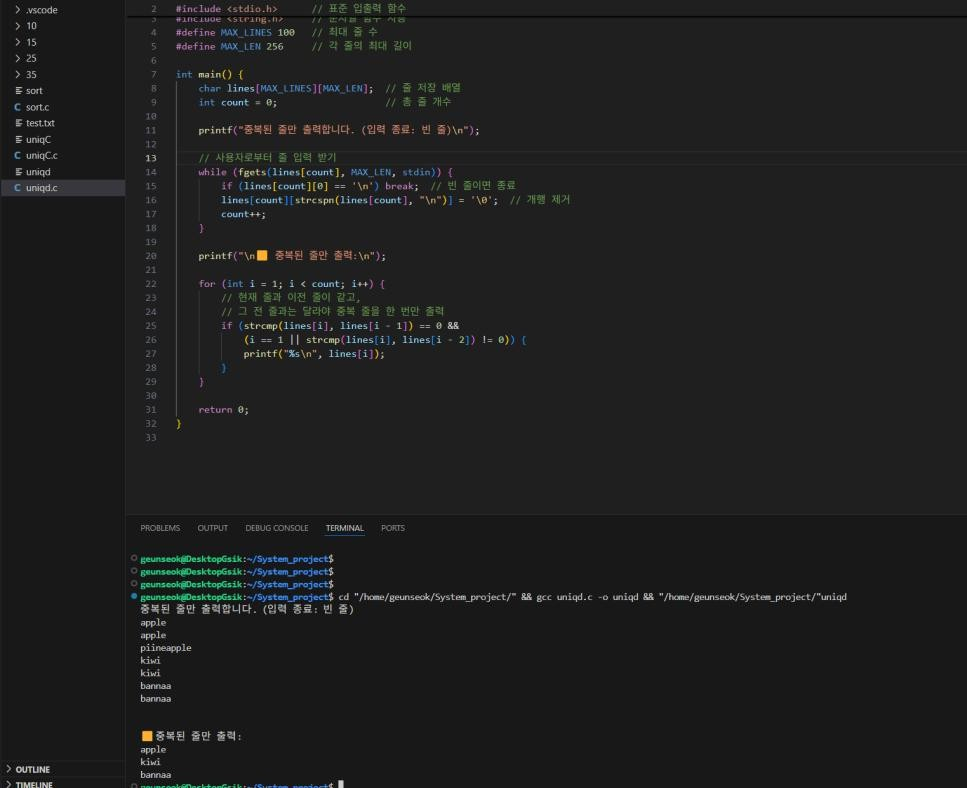 .vscode
10
15
25
35
sort
sort.c
test.txt
uniqC
uniqC.c
uniqd
uniqd.c
OUTLINE
TIMELINE
2 #include <stdio.h> // 표준 입출력 함수
3 #include <string.h> // 문자열 함수 사용
4 #define MAX_LINES 100 // 최대 줄 수
5 #define MAX_LEN 256 // 각 줄의 최대 길이
6
7 int main() {
8 char lines[MAX_LINES][MAX_LEN]; // 줄 저장 배열
9 int count = 0; // 총 줄 개수
10
11 printf("중복된 줄만 출력합니다. (입력 종료: 빈 줄)\n");
12
13 // 사용자로부터 줄 입력 받기
14 while (fgets(lines[count], MAX_LEN, stdin)) {
15 if (lines[count][0] == '\n') break; // 빈 줄이면 종료
16 lines[count][strcspn(lines[count], "\n")] = '\0'; // 개행 제거
17 count++;
18 }
19
20 printf("\n🟧 중복된 줄만 출력:\n");
21
22 for (int i = 1; i < count; i++) {
23 // 현재 줄과 이전 줄이 같고,
24 // 그 전 줄과는 달라야 중복 줄을 한 번만 출력
25 if (strcmp(lines[i], lines[i - 1]) == 0 &&
26 (i == 1 || strcmp(lines[i], lines[i - 2]) != 0)) {
27 printf("%s\n", lines[i]);
28 }
29 }
30
31 return 0;
32 }
33
PROBLEMS OUTPUT DEBUG CONSOLE TERMINAL PORTS
geunseok@DesktopGsik:~/System_project$
geunseok@DesktopGsik:~/System_project$
geunseok@DesktopGsik:~/System_project$
geunseok@DesktopGsik:~/System_project$ cd "/home/geunseok/System_project/" && gcc uniqd.c -o uniqd && "/home/geunseok/System_project/"uniqd
중복된 줄만 출력합니다. (입력 종료: 빈 줄)
apple
apple
piineapple
kiwi
kiwi
bannaa
bannaa
🟧 중복된 줄만 출력:
apple
kiwi
bannaa
geunseok@DesktopGsik:~/System_project$